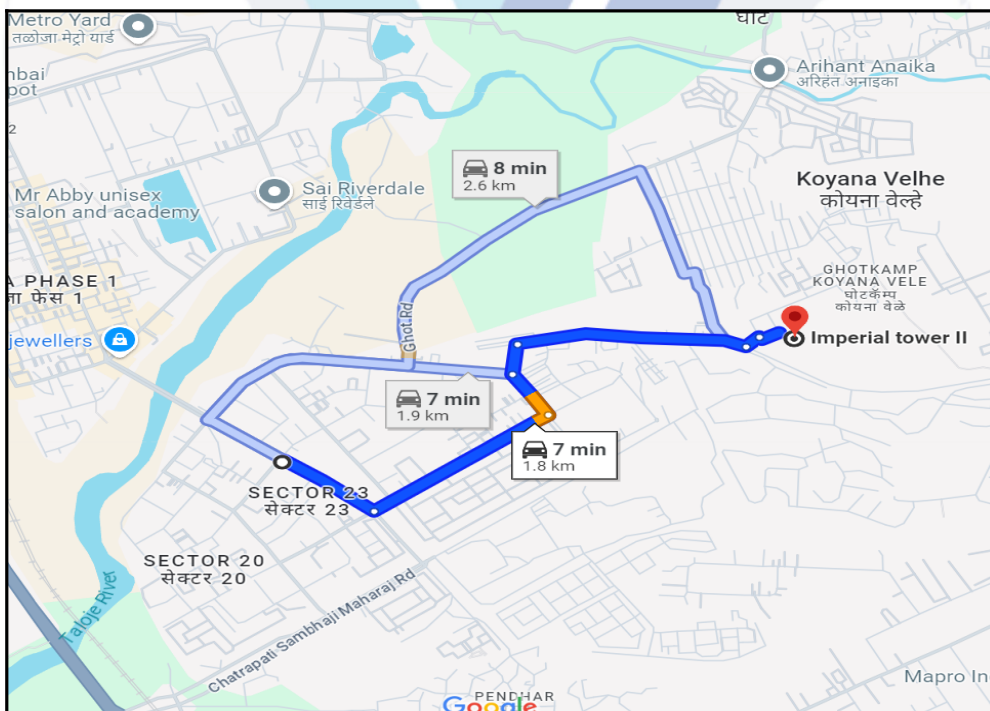 Metro Yard
तळोजा मेट्रो यार्ड
घाट
Arihant Anaika
अरिहंत अनाइका
2
8 min
2.6 km
Mr Abby unisex
salon and academy
Sai Riverdale
साई रिवर्डले
Koyana Velhe
कोयना वेल्हे
A PHASE 1
जा फेस 1
GHOTKAMP
KOYANA VELE
घोटकॅम्प
कोयना वेळे
jewellers
Ghot Rd
Imperial tower II
7 min
1.9 km
7 min
1.8 km
SECTOR 23
सेक्टर 23
SECTOR 20
सेक्टर 20
Taloje River
Chatrapati Sambhaji Maharaj Rd
Mapro In
PENDHAR
Google